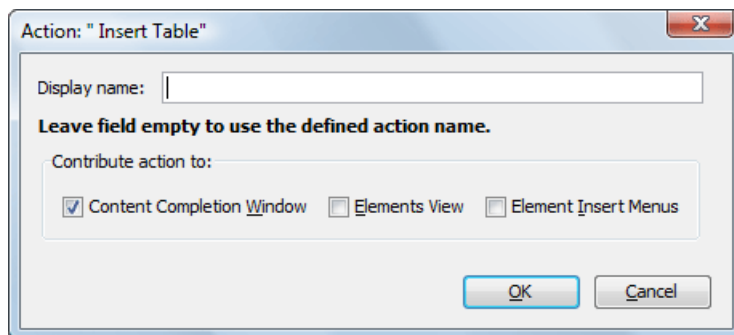 Action: " Insert Table"
Display name:
Leave field empty to use the defined action name.
Contribute action to:
Content Completion Window Elements View Element Insert Menus
OK Cancel